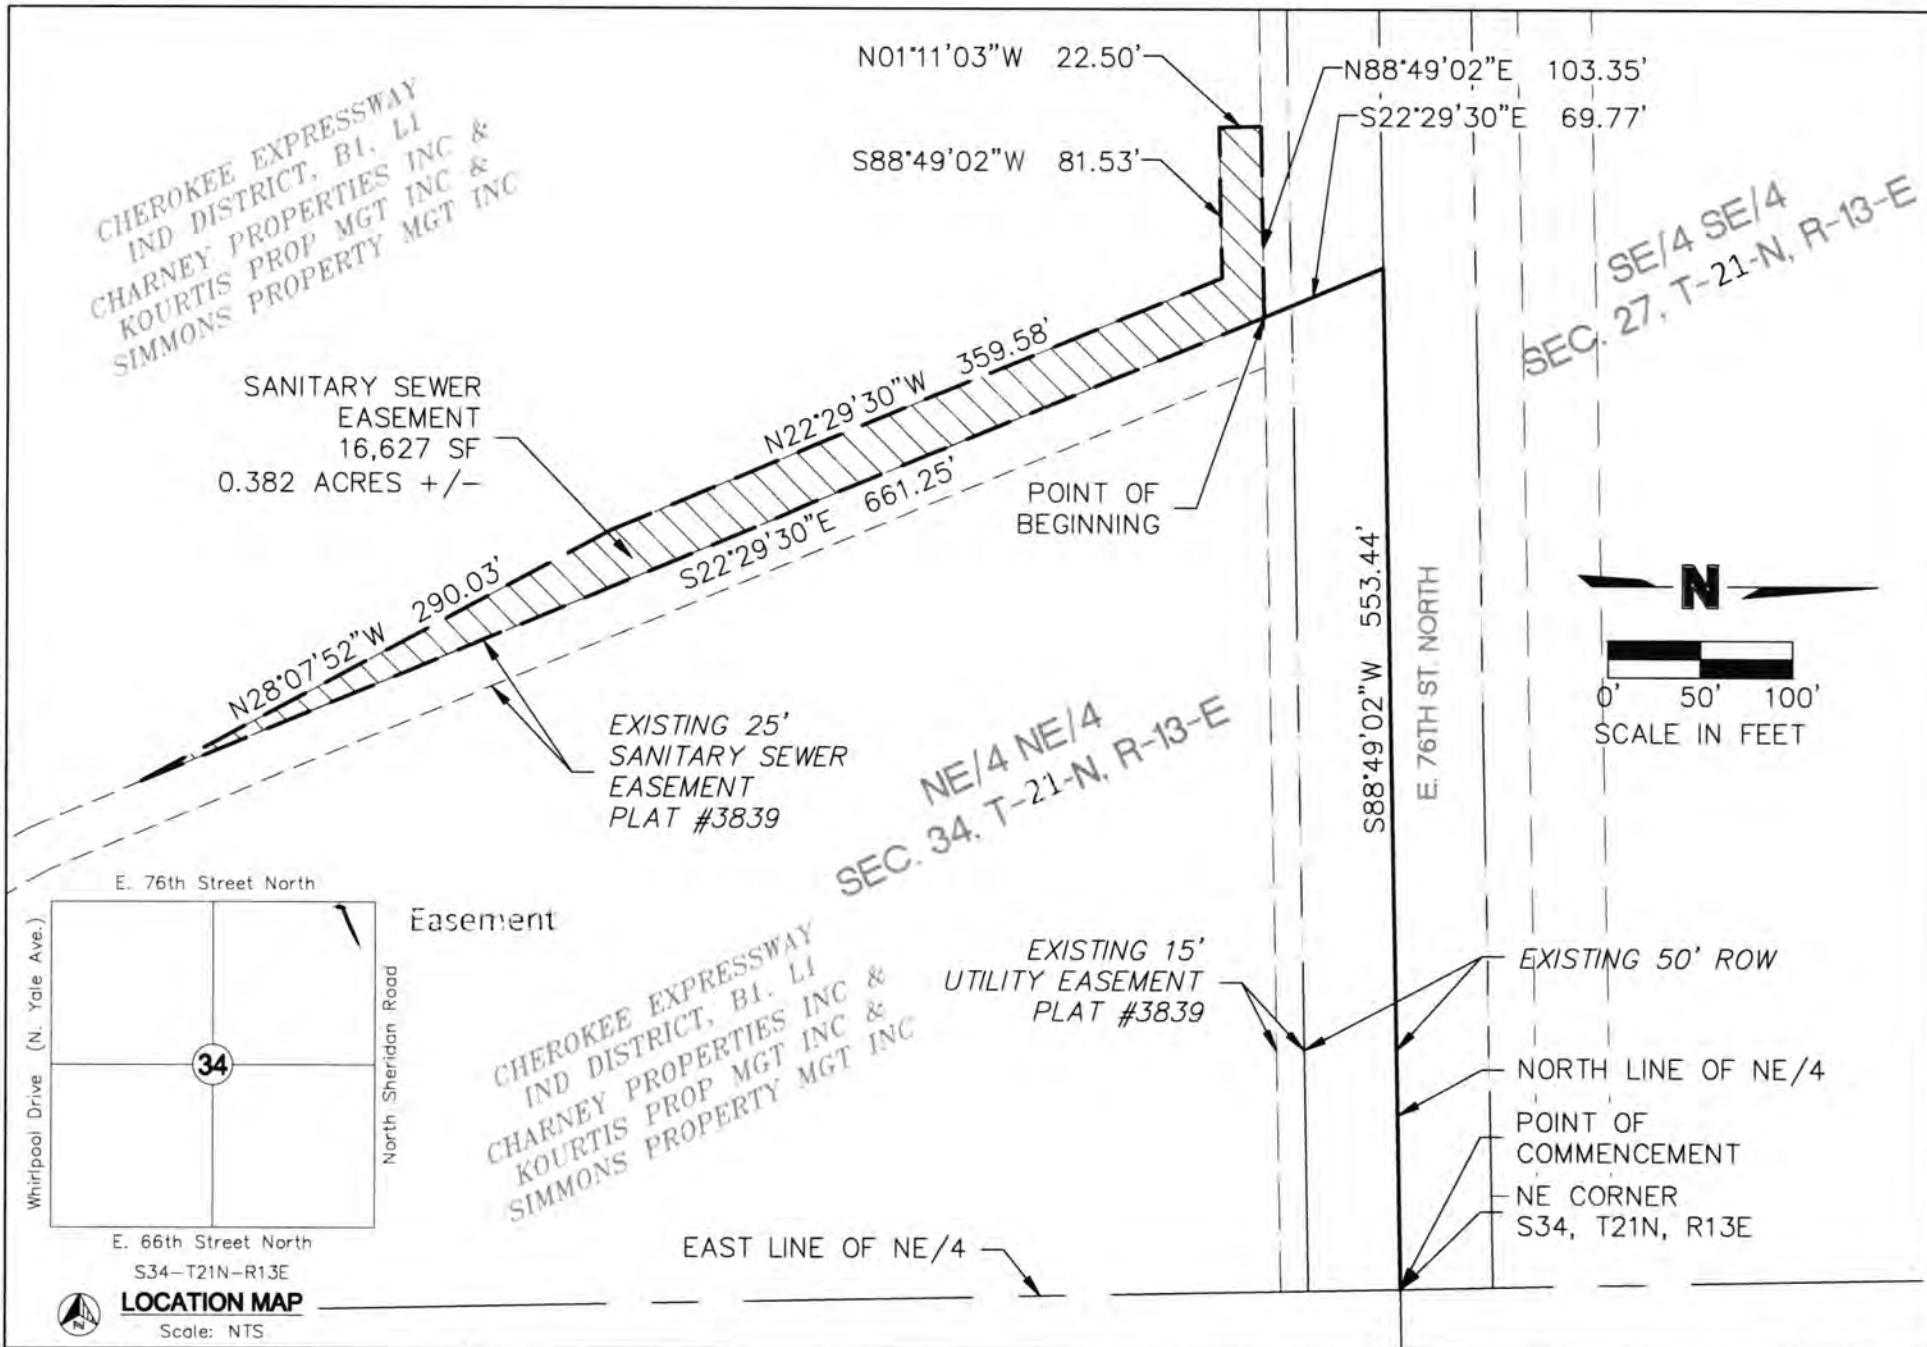 N01°11'03"W 22.50'
N88°49'02"E 103.35'
S22°29'30"E 69.77'
S88°49'02"W 81.53'
CHEROKEE EXPRESSWAY
IND DISTRICT, B1, L1
CHARNEY PROPERTIES INC &
KOURTIS PROP MGT INC &
SIMMONS PROPERTY MGT INC
SE/4 SE/4
SEC. 27, T-21-N, R-13-E
SANITARY SEWER
EASEMENT
16,627 SF
0.382 ACRES +/-
N22°29'30"W 359.58'
S22°29'30"E 661.25'
N28°07'52"W 290.03'
POINT OF
BEGINNING
S88°49'02"W 553.44'
E. 76TH ST. NORTH
N
0' 50' 100'
SCALE IN FEET
EXISTING 25'
SANITARY SEWER
EASEMENT
PLAT #3839
NE/4 NE/4
SEC. 34, T-21-N, R-13-E
CHEROKEE EXPRESSWAY
IND DISTRICT, B1, L1
CHARNEY PROPERTIES INC &
KOURTIS PROP MGT INC &
SIMMONS PROPERTY MGT INC
EXISTING 15'
UTILITY EASEMENT
PLAT #3839
EXISTING 50' ROW
NORTH LINE OF NE/4
POINT OF
COMMENCEMENT
NE CORNER
S34, T21N, R13E
EAST LINE OF NE/4
E. 76th Street North
Easement
Whirlpool Drive (N. Yale Ave.)
34
North Sheridan Road
E. 66th Street North
S34-T21N-R13E
N
LOCATION MAP
Scale: NTS